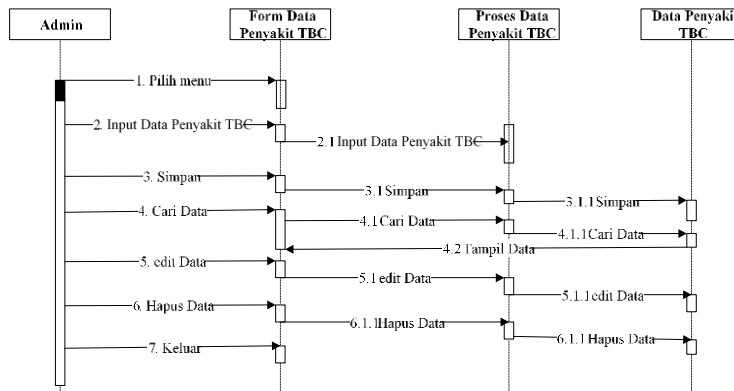 Admin
Form Data
Penyakit TBC
Proses Data
Penyakit TBC
Data Penyaki
TBC
1. Pilih menu
2. Input Data Penyakit TBC
2.1 Input Data Penyakit TBC
3. Simpan
3.1 Simpan
3.1.1 Simpan
4. Cari Data
4.1 Cari Data
4.1.1 Cari Data
4.2 Tampil Data
5. edit Data
5.1 edit Data
5.1.1 edit Data
6. Hapus Data
6.1.1 Hapus Data
6.1.1 Hapus Data
7. Keluar